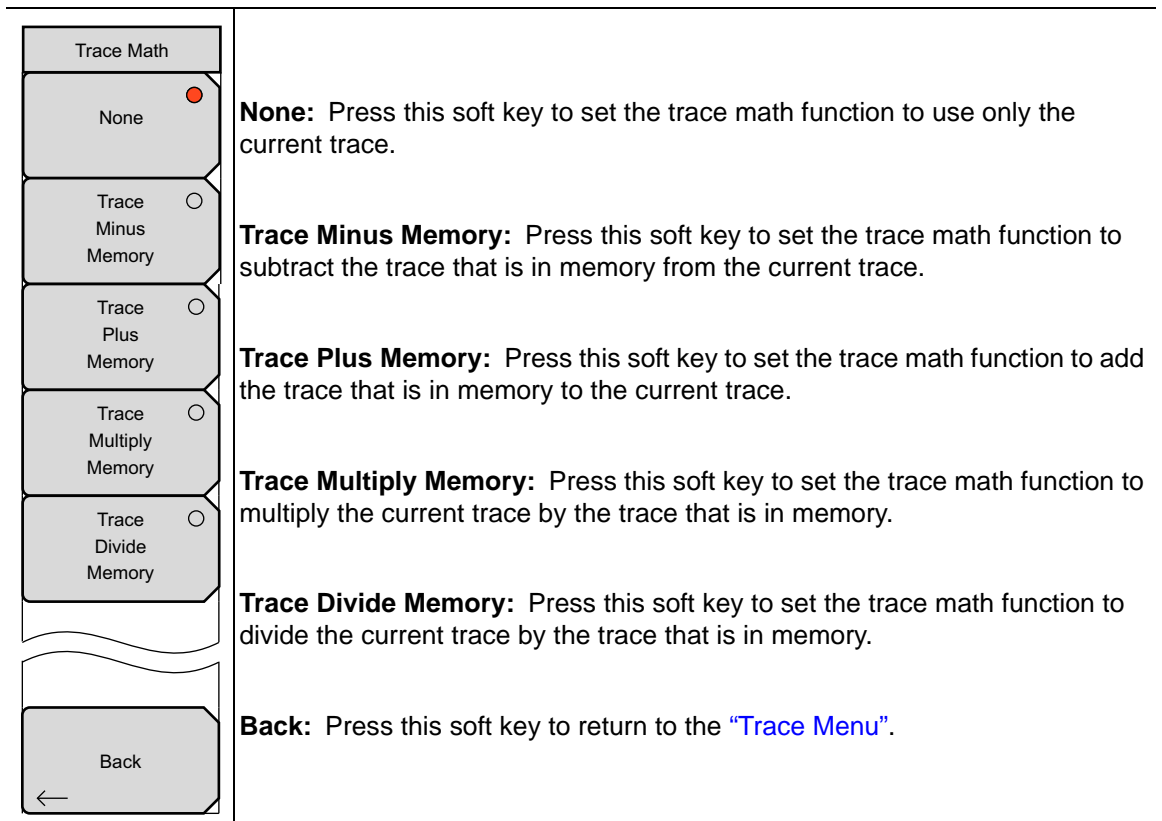 Trace Math
None
Trace
Minus
Memory
Trace
Plus
Memory
Trace
Multiply
Memory
Trace
Divide
Memory
Back
None: Press this soft key to set the trace math function to use only the
current trace.
Trace Minus Memory: Press this soft key to set the trace math function to
subtract the trace that is in memory from the current trace.
Trace Plus Memory: Press this soft key to set the trace math function to add
the trace that is in memory to the current trace.
Trace Multiply Memory: Press this soft key to set the trace math function to
multiply the current trace by the trace that is in memory.
Trace Divide Memory: Press this soft key to set the trace math function to
divide the current trace by the trace that is in memory.
Back: Press this soft key to return to the “Trace Menu”.